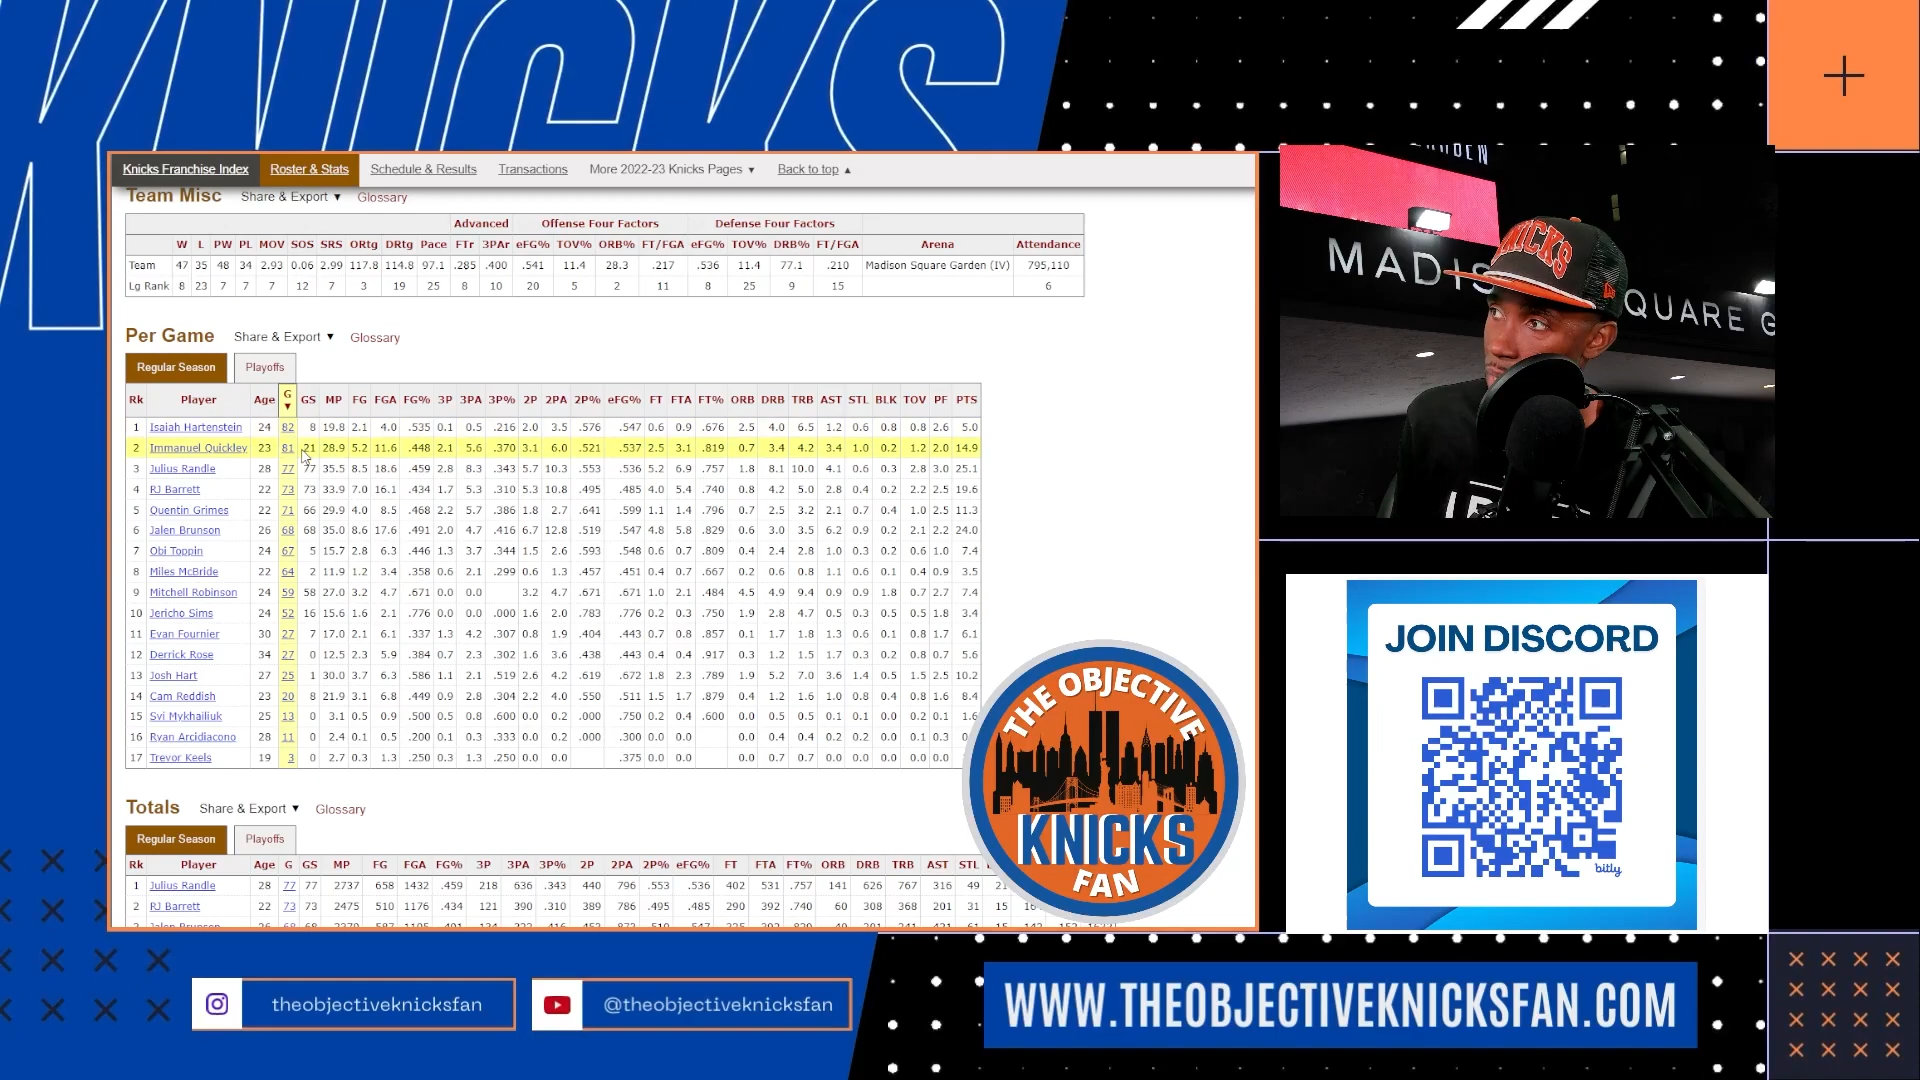 KNICKS
Knicks Franchise Index Roster & Stats Schedule & Results Transactions More 2022-23 Knicks Pages ▼ Back to top ▲
Team Misc Share & Export ▼ Glossary
Advanced Offense Four Factors Defense Four Factors
W L PW PL MOV SOS SRS ORtg DRtg Pace FTr 3PAr eFG% TOV% ORB% FT/FGA eFG% TOV% DRB% FT/FGA Arena Attendance
Team 47 35 48 34 2.93 0.06 2.99 117.8 114.8 97.1 .285 .400 .541 11.4 28.3 .217 .536 11.4 77.1 .210 Madison Square Garden (IV) 795,110
Lg Rank 8 23 7 7 7 12 7 3 19 25 8 10 20 5 2 11 8 25 9 15 6
Per Game Share & Export ▼ Glossary
Regular Season Playoffs
Rk Player Age G ▼ GS MP FG FGA FG% 3P 3PA 3P% 2P 2PA 2P% eFG% FT FTA FT% ORB DRB TRB AST STL BLK TOV PF PTS
1 Isaiah Hartenstein 24 82 8 19.8 2.1 4.0 .535 0.1 0.5 .216 2.0 3.5 .576 .547 0.6 0.9 .676 2.5 4.0 6.5 1.2 0.6 0.8 0.8 2.6 5.0
2 Immanuel Quickley 23 81 21 28.9 5.2 11.6 .448 2.1 5.6 .370 3.1 6.0 .521 .537 2.5 3.1 .819 0.7 3.4 4.2 3.4 1.0 0.2 1.2 2.0 14.9
3 Julius Randle 28 77 77 35.5 8.5 18.6 .459 2.8 8.3 .343 5.7 10.3 .553 .536 5.2 6.9 .757 1.8 8.1 10.0 4.1 0.6 0.3 2.8 3.0 25.1
4 RJ Barrett 22 73 73 33.9 7.0 16.1 .434 1.7 5.3 .310 5.3 10.8 .495 .485 4.0 5.4 .740 0.8 4.2 5.0 2.8 0.4 0.2 2.2 2.5 19.6
5 Quentin Grimes 22 71 66 29.9 4.0 8.5 .468 2.2 5.7 .386 1.8 2.7 .641 .599 1.1 1.4 .796 0.7 2.5 3.2 2.1 0.7 0.4 1.0 2.5 11.3
6 Jalen Brunson 26 68 68 35.0 8.6 17.6 .491 2.0 4.7 .416 6.7 12.8 .519 .547 4.8 5.8 .829 0.6 3.0 3.5 6.2 0.9 0.2 2.1 2.2 24.0
7 Obi Toppin 24 67 5 15.7 2.8 6.3 .446 1.3 3.7 .344 1.5 2.6 .593 .548 0.6 0.7 .809 0.4 2.4 2.8 1.0 0.3 0.2 0.6 1.0 7.4
8 Miles McBride 22 64 2 11.9 1.2 3.4 .358 0.6 2.1 .299 0.6 1.3 .457 .451 0.4 0.7 .667 0.2 0.6 0.8 1.1 0.6 0.1 0.4 0.9 3.5
9 Mitchell Robinson 24 59 58 27.0 3.2 4.7 .671 0.0 0.0 3.2 4.7 .671 .671 1.0 2.1 .484 4.5 4.9 9.4 0.9 0.9 1.8 0.7 2.7 7.4
10 Jericho Sims 24 52 16 15.6 1.6 2.1 .776 0.0 0.0 .000 1.6 2.0 .783 .776 0.2 0.3 .750 1.9 2.8 4.7 0.5 0.3 0.5 0.5 1.8 3.4
11 Evan Fournier 30 27 7 17.0 2.1 6.1 .337 1.3 4.2 .307 0.8 1.9 .404 .443 0.7 0.8 .857 0.1 1.7 1.8 1.3 0.6 0.1 0.8 1.7 6.1
12 Derrick Rose 34 27 0 12.5 2.3 5.9 .384 0.7 2.3 .302 1.6 3.6 .438 .443 0.4 0.4 .917 0.3 1.2 1.5 1.7 0.3 0.2 0.8 0.7 5.6
13 Josh Hart 27 25 1 30.0 3.7 6.3 .586 1.1 2.1 .519 2.6 4.2 .619 .672 1.8 2.3 .789 1.9 5.2 7.0 3.6 1.4 0.5 1.5 2.5 10.2
14 Cam Reddish 23 20 8 21.9 3.1 6.8 .449 0.9 2.8 .304 2.2 4.0 .550 .511 1.5 1.7 .879 0.4 1.2 1.6 1.0 0.8 0.4 0.8 1.6 8.4
15 Svi Mykhailiuk 25 13 0 3.1 0.5 0.9 .500 0.5 0.8 .600 0.0 0.2 .000 .750 0.2 0.4 .600 0.0 0.5 0.5 0.1 0.1 0.0 0.2 0.1 1.6
16 Ryan Arcidiacono 28 11 0 2.4 0.1 0.5 .200 0.1 0.3 .333 0.0 0.2 .000 .300 0.0 0.0 0.0 0.4 0.4 0.2 0.2 0.0 0.1 0.3
17 Trevor Keels 19 3 0 2.7 0.3 1.3 .250 0.3 1.3 .250 0.0 0.0 .375 0.0 0.0 0.0 0.7 0.7 0.0 0.0 0.0 0.0 0.0
Totals Share & Export ▼ Glossary
Regular Season Playoffs
Rk Player Age G GS MP FG FGA FG% 3P 3PA 3P% 2P 2PA 2P% eFG% FT FTA FT% ORB DRB TRB AST STL
1 Julius Randle 28 77 77 2737 658 1432 .459 218 636 .343 440 796 .553 .536 402 531 .757 141 626 767 316 49 21
2 RJ Barrett 22 73 73 2475 510 1176 .434 121 390 .310 389 786 .495 .485 290 392 .740 60 308 368 201 31 15
THE OBJECTIVE
KNICKS
FAN
KNICKS
MADIS QUARE G
JOIN DISCORD
bitly
theobjectiveknicksfan
@theobjectiveknicksfan
WWW.THEOBJECTIVEKNICKSFAN.COM